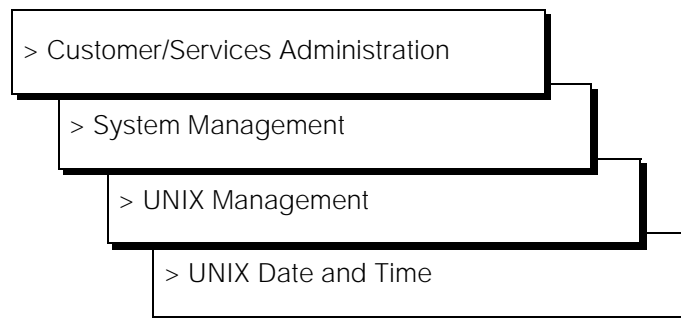 > Customer/Services Administration
> System Management
> UNIX Management
> UNIX Date and Time